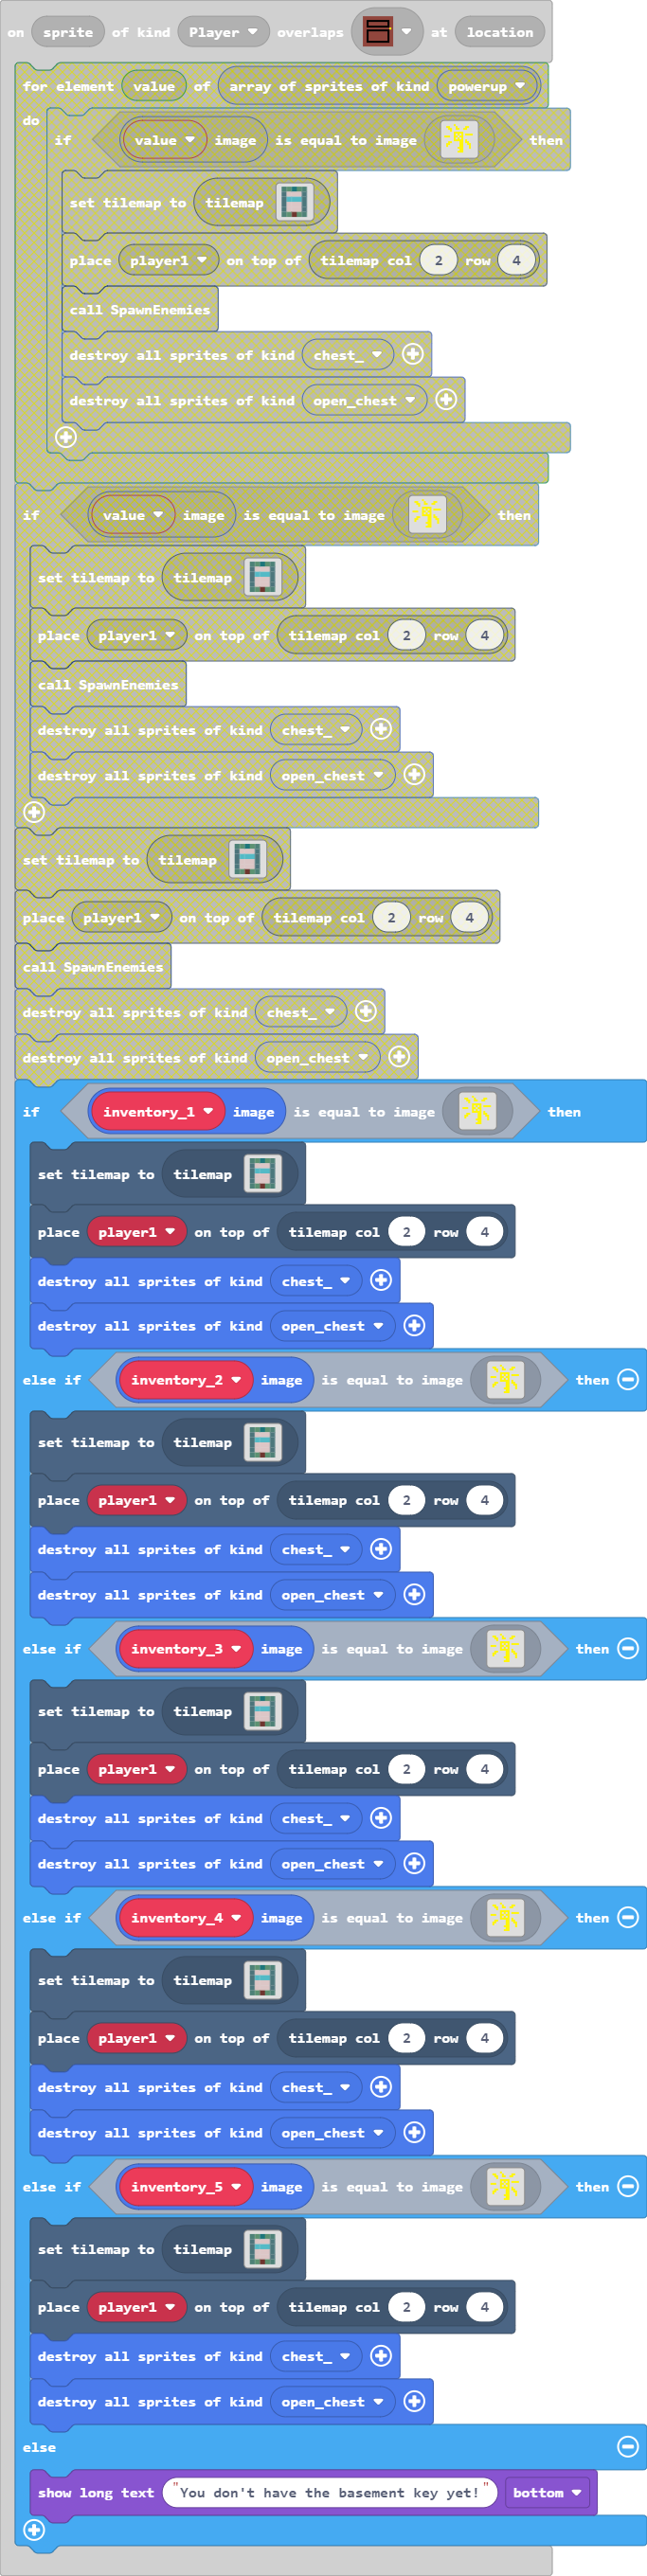 on sprite of kind Player overlaps at location
for element value of array of sprites of kind powerup
do
if value image is equal to image then
set tilemap to tilemap
place player1 on top of tilemap col 2 row 4
call SpawnEnemies
destroy all sprites of kind chest_
destroy all sprites of kind open_chest
if value image is equal to image then
set tilemap to tilemap
place player1 on top of tilemap col 2 row 4
call SpawnEnemies
destroy all sprites of kind chest_
destroy all sprites of kind open_chest
set tilemap to tilemap
place player1 on top of tilemap col 2 row 4
call SpawnEnemies
destroy all sprites of kind chest_
destroy all sprites of kind open_chest
if inventory_1 image is equal to image then
set tilemap to tilemap
place player1 on top of tilemap col 2 row 4
destroy all sprites of kind chest_
destroy all sprites of kind open_chest
else if inventory_2 image is equal to image then
set tilemap to tilemap
place player1 on top of tilemap col 2 row 4
destroy all sprites of kind chest_
destroy all sprites of kind open_chest
else if inventory_3 image is equal to image then
set tilemap to tilemap
place player1 on top of tilemap col 2 row 4
destroy all sprites of kind chest_
destroy all sprites of kind open_chest
else if inventory_4 image is equal to image then
set tilemap to tilemap
place player1 on top of tilemap col 2 row 4
destroy all sprites of kind chest_
destroy all sprites of kind open_chest
else if inventory_5 image is equal to image then
set tilemap to tilemap
place player1 on top of tilemap col 2 row 4
destroy all sprites of kind chest_
destroy all sprites of kind open_chest
else
show long text "You don't have the basement key yet!" bottom